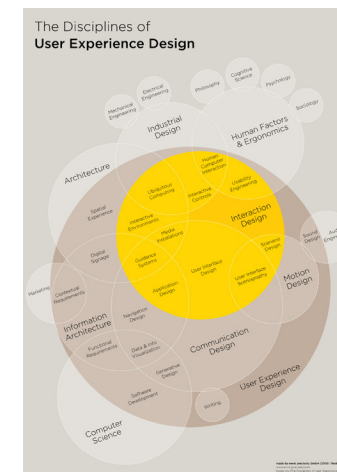 The Disciplines of
User Experience Design
Electrical
Engineering
Mechanical
Engineering
Philosophy
Cognitive
Science
Psychology
Sociology
Industrial
Design
Human Factors
& Ergonomics
Architecture
Human
Computer
Interaction
Ubiquitous
Computing
Interactive
Controls
Usability
Engineering
Spatial
Experience
Interactive
Environments
Media
Installations
Interaction
Design
Sound
Design
Digital
Signage
Guidance
Systems
Scenario
Design
Marketing
Contextual
Requirements
Application
Design
User Interface
Design
User Interface
Motion
Design
Information
Architecture
Navigation
Design
Functional
Requirements
Data & Info
Visualization
Communication
Design
Generative
Design
User Experience
Design
Software
Development
Writing
Computer
Science